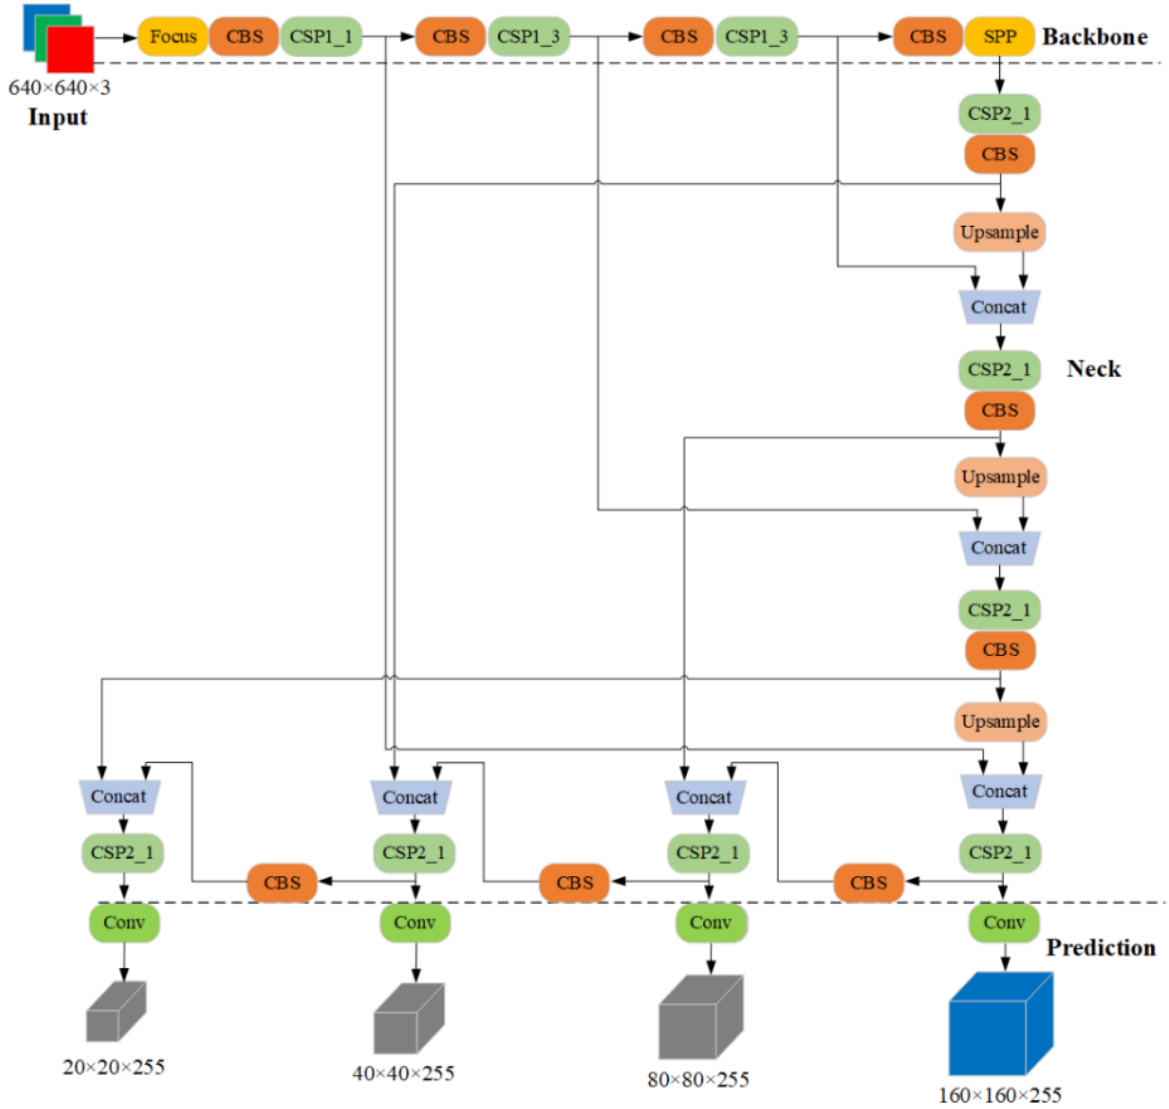 Focus CBS CSP1_1 CBS CSP1_3 CBS CSP1_3 CBS SPP Backbone
640×640×3
Input
CSP2_1
CBS
Upsample
Concat
CSP2_1 Neck
CBS
Upsample
Concat
CSP2_1
CBS
Upsample
Concat Concat Concat Concat
CSP2_1 CSP2_1 CSP2_1 CSP2_1
CBS CBS CBS
Conv Conv Conv Conv
Prediction
20×20×255 40×40×255 80×80×255 160×160×255